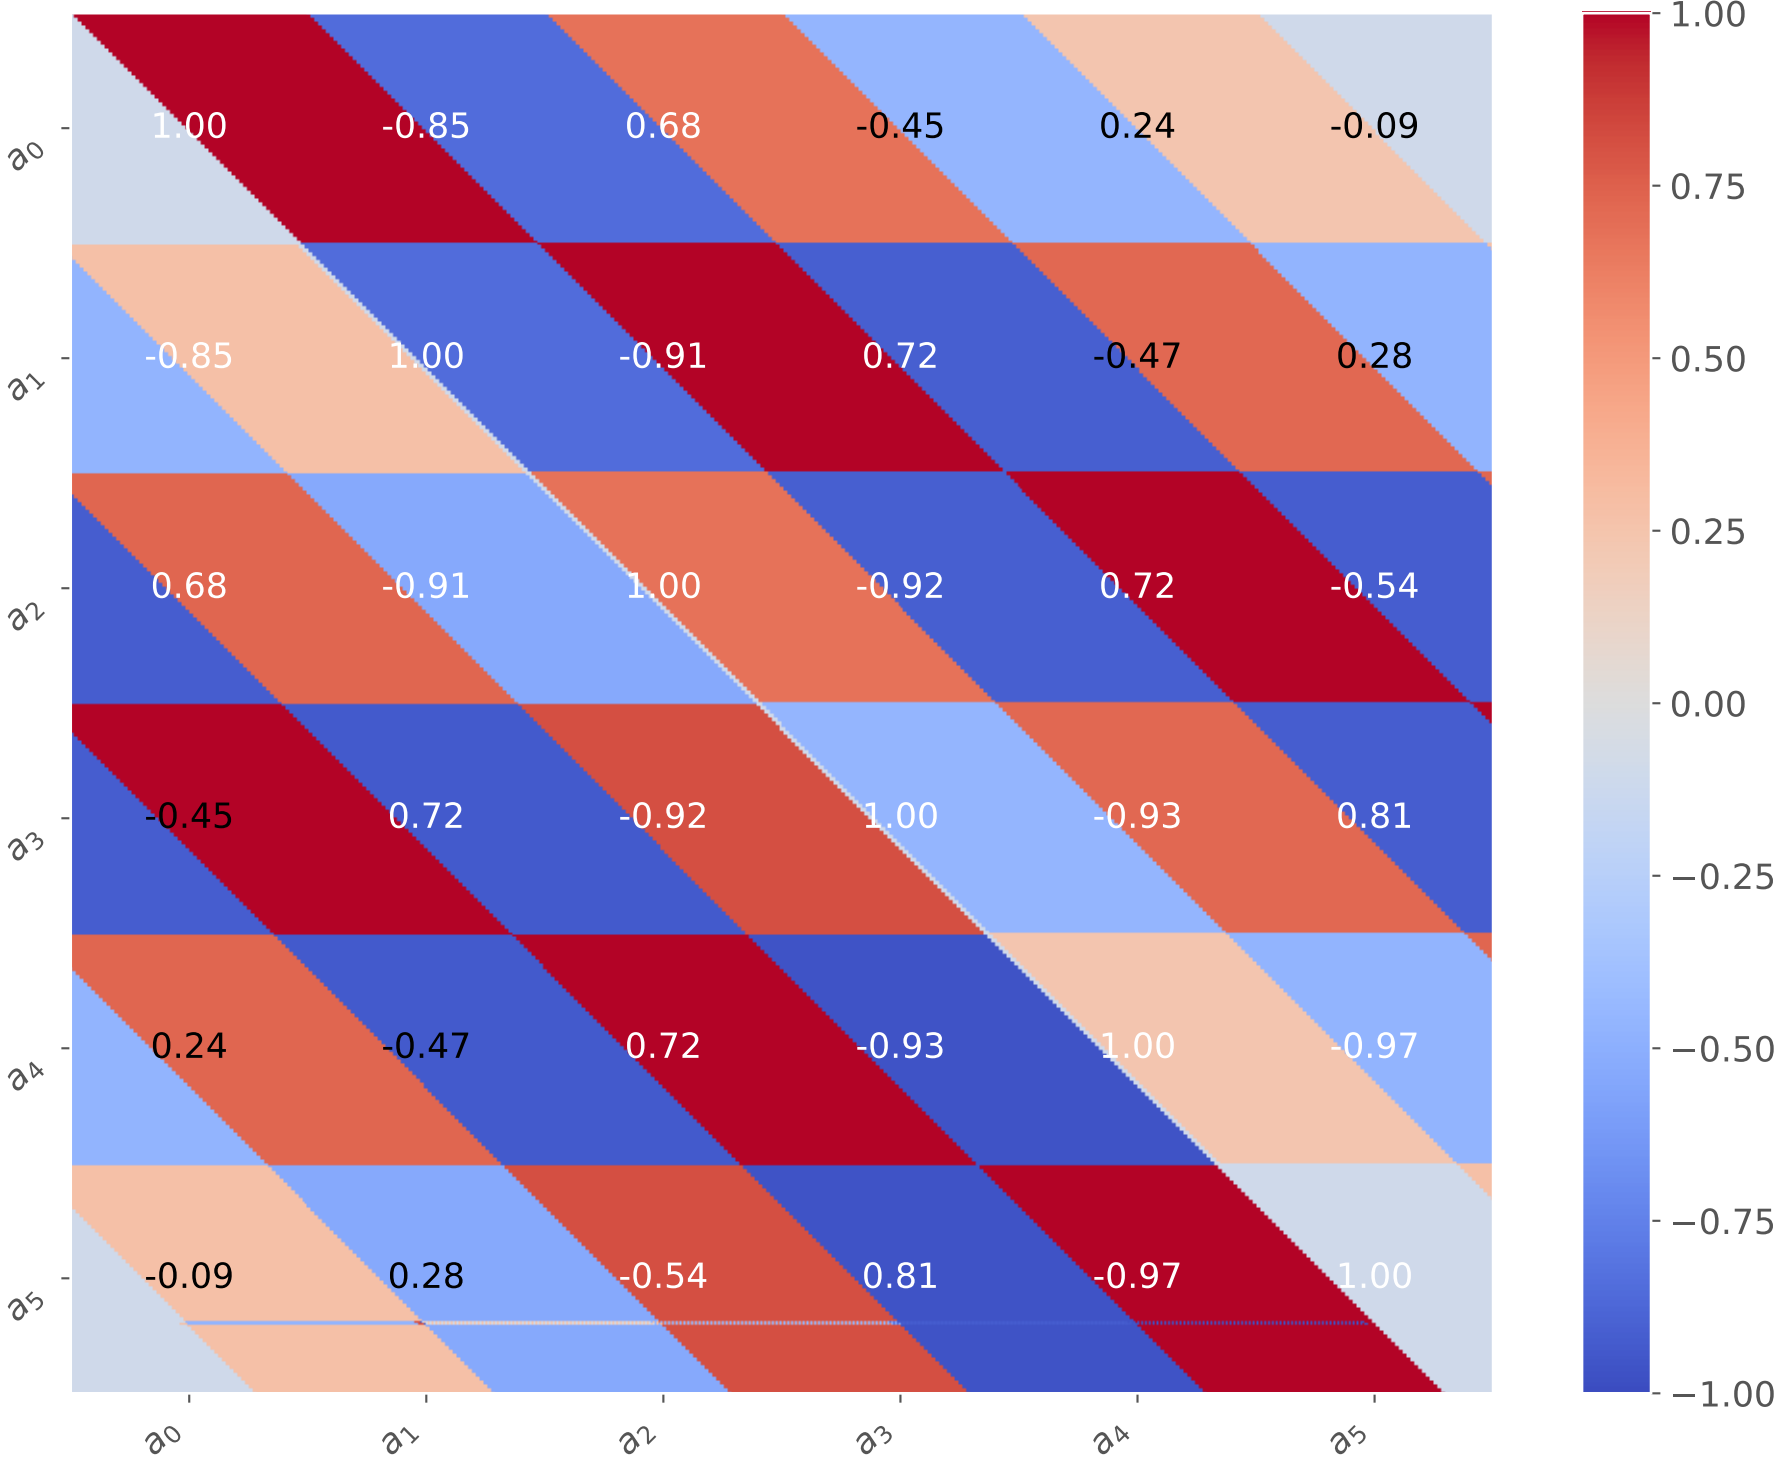 1.00
a₀ 1.00 -0.85 0.68 -0.45 0.24 -0.09
0.75
a₁ -0.85 1.00 -0.91 0.72 -0.47 0.28
0.50
0.25
a₂ 0.68 -0.91 1.00 -0.92 0.72 -0.54
0.00
a₃ -0.45 0.72 -0.92 1.00 -0.93 0.81
−0.25
a₄ 0.24 -0.47 0.72 -0.93 1.00 -0.97
−0.50
−0.75
a₅ -0.09 0.28 -0.54 0.81 -0.97 1.00
−1.00
a₀ a₁ a₂ a₃ a₄ a₅